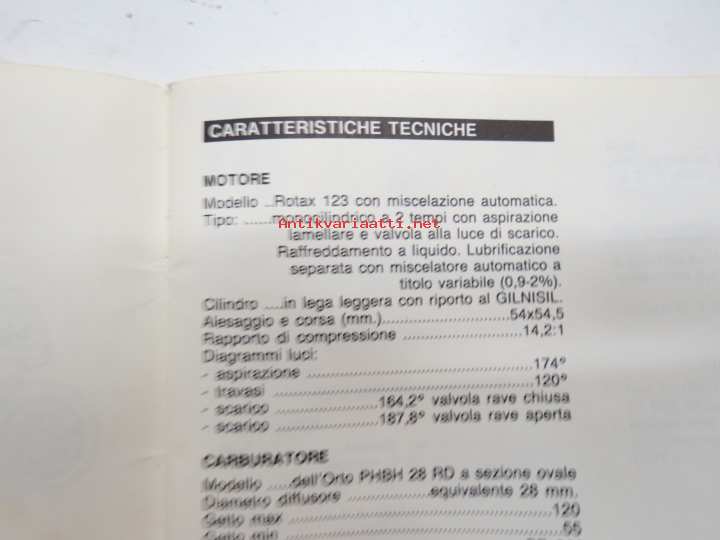 CARATTERISTICHE TECNICHE
MOTORE
Modello ..Rotax 123 con miscelazione automatica.
Tipo: ......monocilindrico a 2 tempi con aspirazione
Antikvariaatti.net
lamellare e valvola alla luce di scarico.
Raffreddamento a liquido. Lubrificazione
separata con miscelatore automatico a
titolo variabile (0,9-2%).
Cilindro ....in lega leggera con riporto al GILNISIL.
Alesaggio e corsa (mm.)..............................54x54,5
Rapporto di compressione ............................14,2:1
Diagrammi luci:
- aspirazione .....................................................174°
- travasi .............................................................120°
- scarico ........................164,2° valvola rave chiusa
- scarico ........................187,8° valvola rave aperta
CARBURATORE
Modello .....dell'Orto PHBH 28 RD a sezione ovale
Diametro diffusore ...................equivalente 28 mm.
Getto max ...........................................................120
Getto min .............................................................55